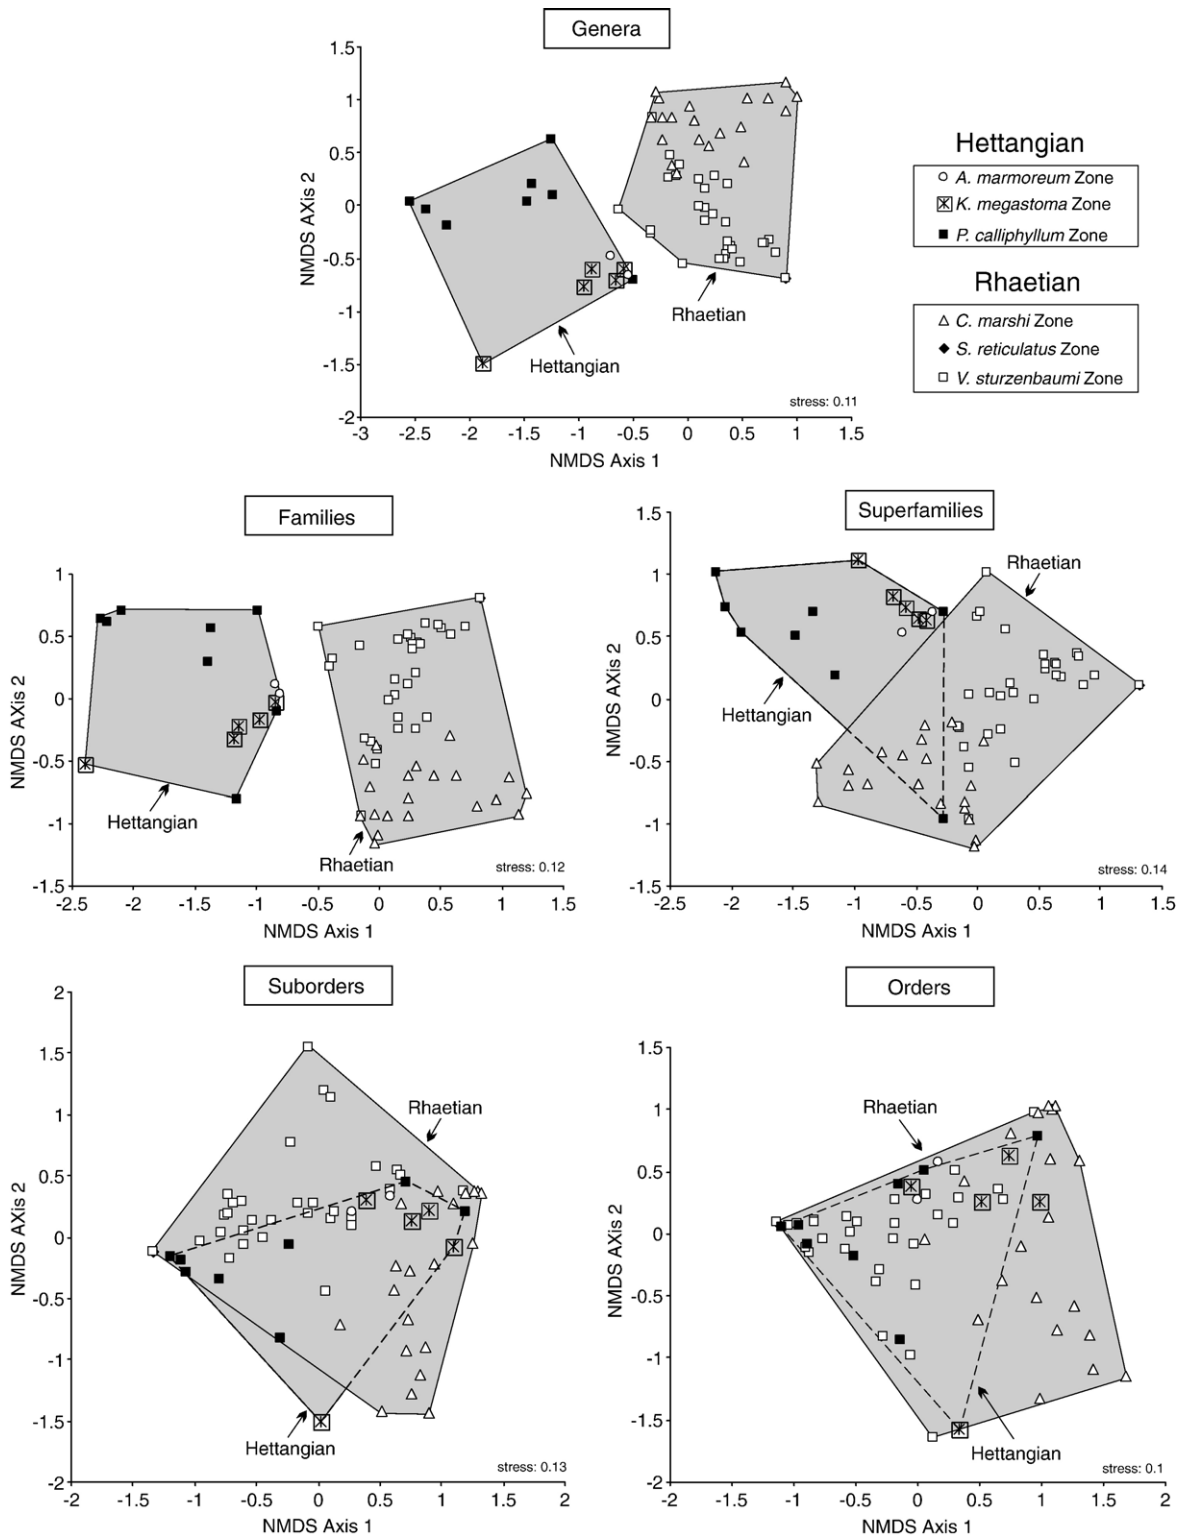 Genera
1.5
1
0.5
0
-0.5
-1
-1.5
-2
NMDS AXis 2
-3 -2.5 -2 -1.5 -1 -0.5 0 0.5 1 1.5
NMDS Axis 1
Rhaetian
Hettangian
stress: 0.11
Hettangian
A. marmoreum Zone
K. megastoma Zone
P. calliphyllum Zone
Rhaetian
C. marshi Zone
S. reticulatus Zone
V. sturzenbaumi Zone
Families
1
0.5
0
-0.5
-1
-1.5
NMDS AXis 2
-2.5 -2 -1.5 -1 -0.5 0 0.5 1 1.5
NMDS Axis 1
Hettangian
Rhaetian
stress: 0.12
Superfamilies
1.5
1
0.5
0
-0.5
-1
-1.5
NMDS AXis 2
-2.5 -2 -1.5 -1 -0.5 0 0.5 1 1.5
NMDS Axis 1
Rhaetian
Hettangian
stress: 0.14
Suborders
2
1.5
1
0.5
0
-0.5
-1
-1.5
-2
NMDS AXis 2
-2 -1.5 -1 -0.5 0 0.5 1 1.5 2
NMDS Axis 1
Rhaetian
Hettangian
stress: 0.13
Orders
1.5
1
0.5
0
-0.5
-1
-1.5
-2
NMDS AXis 2
-2 -1.5 -1 -0.5 0 0.5 1 1.5 2
NMDS Axis 1
Rhaetian
Hettangian
stress: 0.1